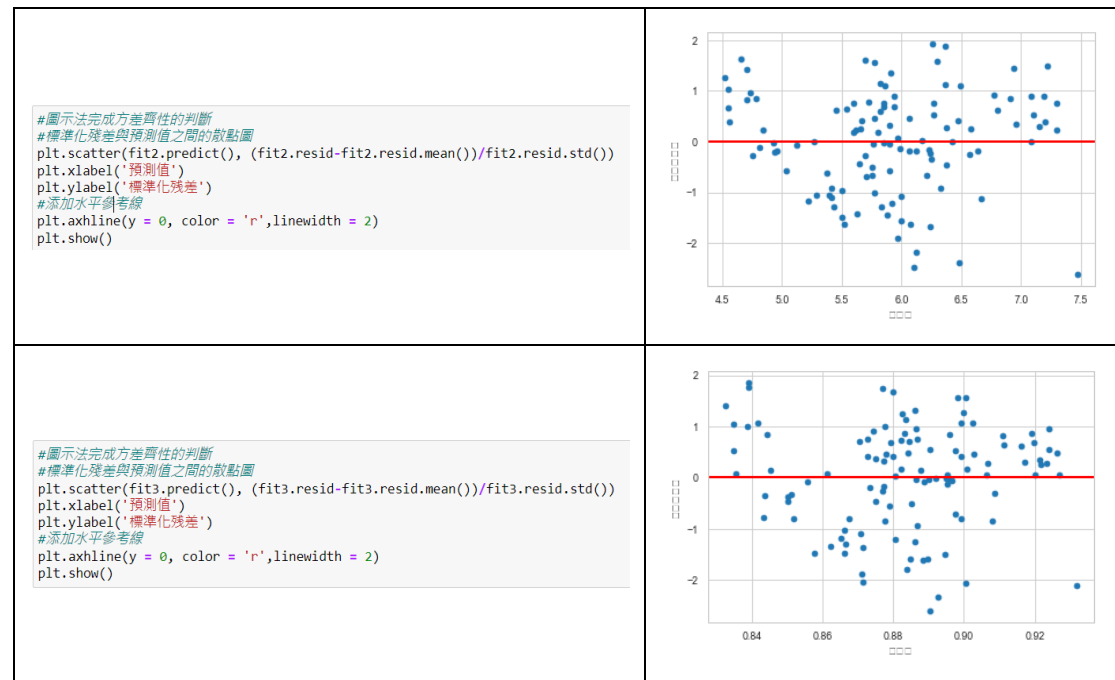 #圖示法完成方差齊性的判斷
#標準化殘差與預測值之間的散點圖
plt.scatter(fit2.predict(), (fit2.resid-fit2.resid.mean())/fit2.resid.std())
plt.xlabel('預測值')
plt.ylabel('標準化殘差')
#添加水平參考線
plt.axhline(y = 0, color = 'r',linewidth = 2)
plt.show()
2
1
0
−1
−2
4.5 5.0 5.5 6.0 6.5 7.0 7.5
□□□□□
□□□
#圖示法完成方差齊性的判斷
#標準化殘差與預測值之間的散點圖
plt.scatter(fit3.predict(), (fit3.resid-fit3.resid.mean())/fit3.resid.std())
plt.xlabel('預測值')
plt.ylabel('標準化殘差')
#添加水平參考線
plt.axhline(y = 0, color = 'r',linewidth = 2)
plt.show()
2
1
0
−1
−2
0.84 0.86 0.88 0.90 0.92
□□□□□
□□□